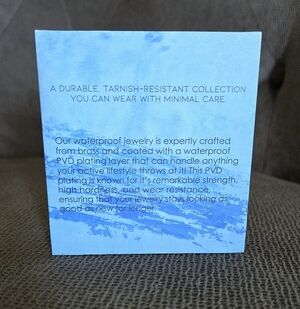 A DURABLE, TARNISH-RESISTANT COLLECTION
YOU CAN WEAR WITH MINIMAL CARE.
Our waterproof jewelry is expertly crafted
from brass and coated with a waterproof
PVD plating layer that can handle anything
your active lifestyle throws at it! This PVD
plating is known for it's remarkable strength,
high hardness, and wear resistance,
ensuring that your jewelry stays looking as
good as new for longer.